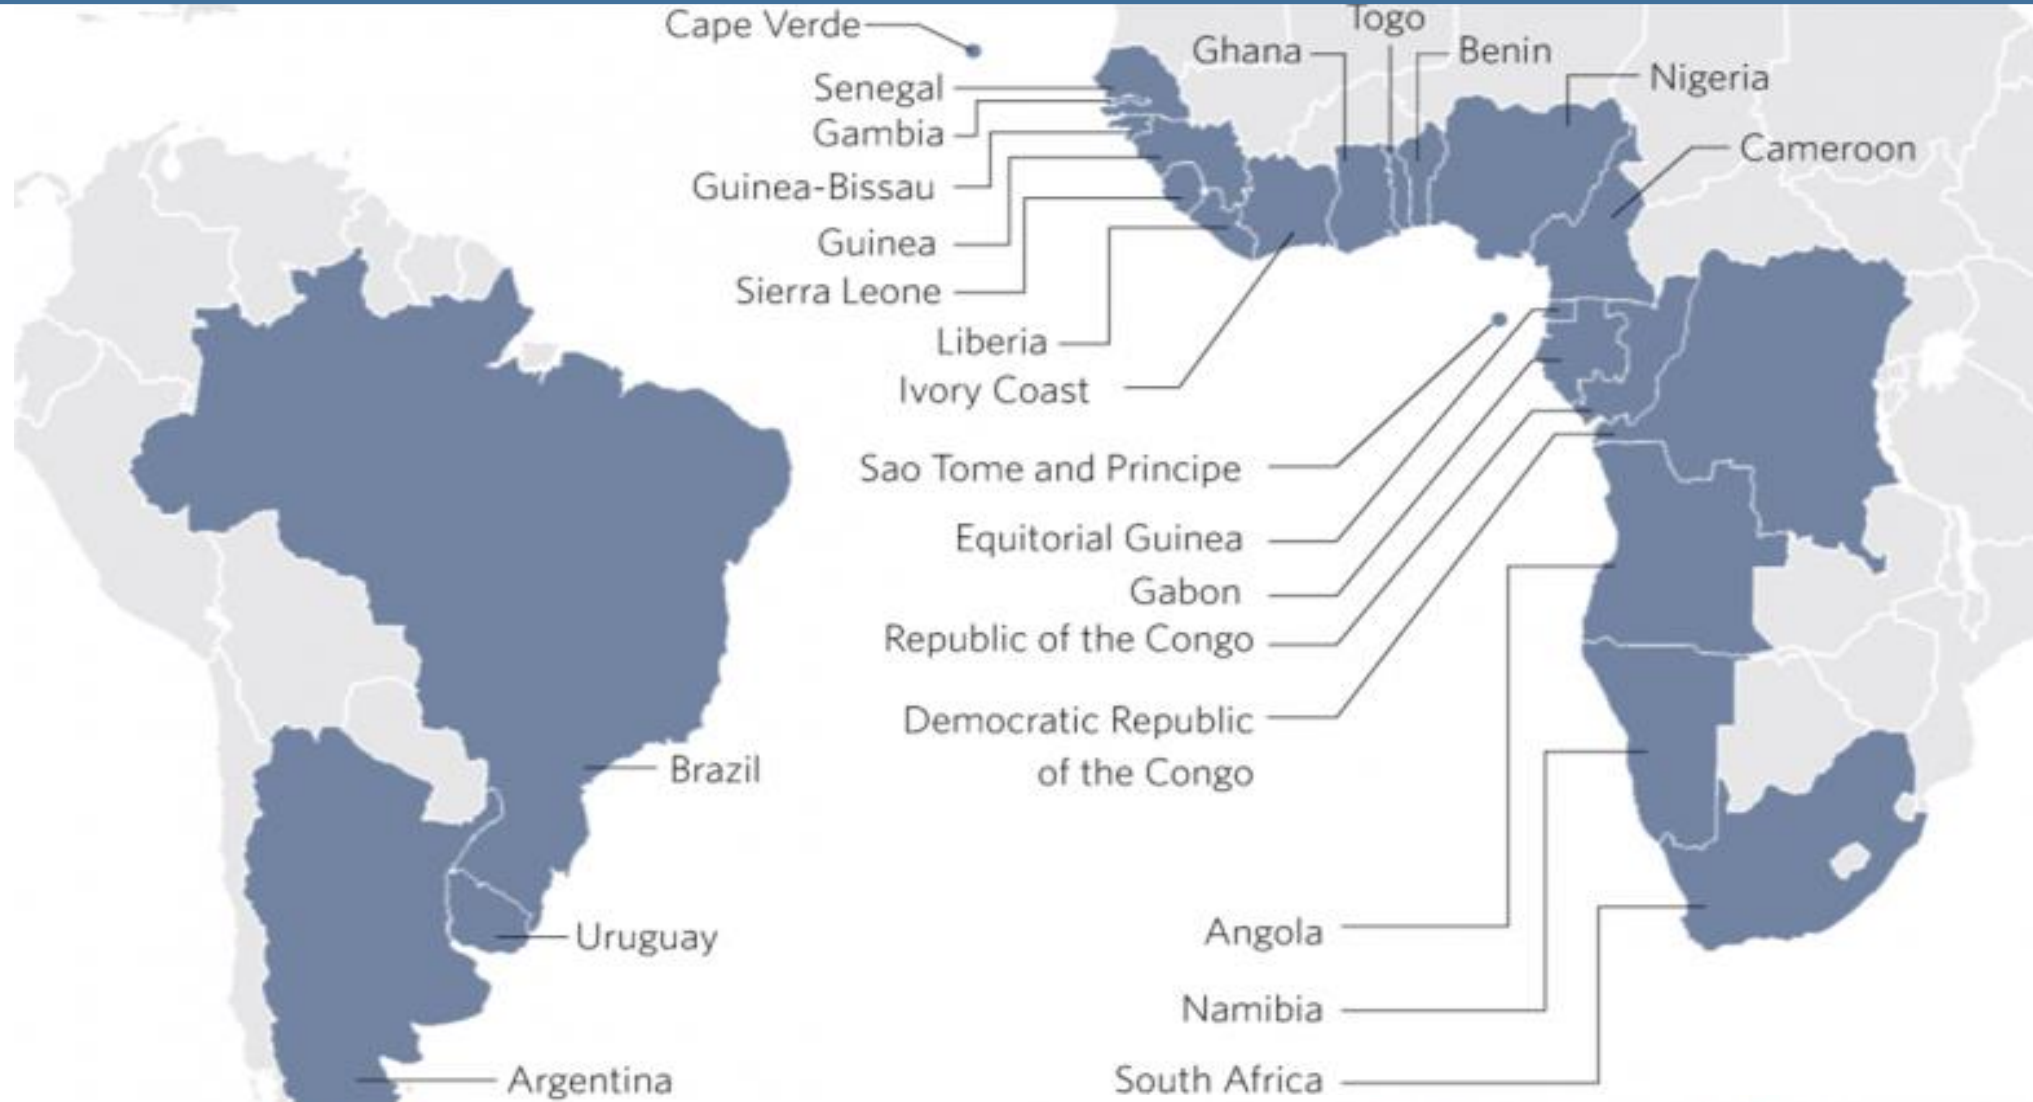 Cape Verde
Togo
Ghana
Benin
Nigeria
Senegal
Gambia
Cameroon
Guinea-Bissau
Guinea
Sierra Leone
Liberia
Ivory Coast
Sao Tome and Principe
Equitorial Guinea
Gabon
Republic of the Congo
Democratic Republic
of the Congo
Brazil
Uruguay
Angola
Namibia
Argentina
South Africa